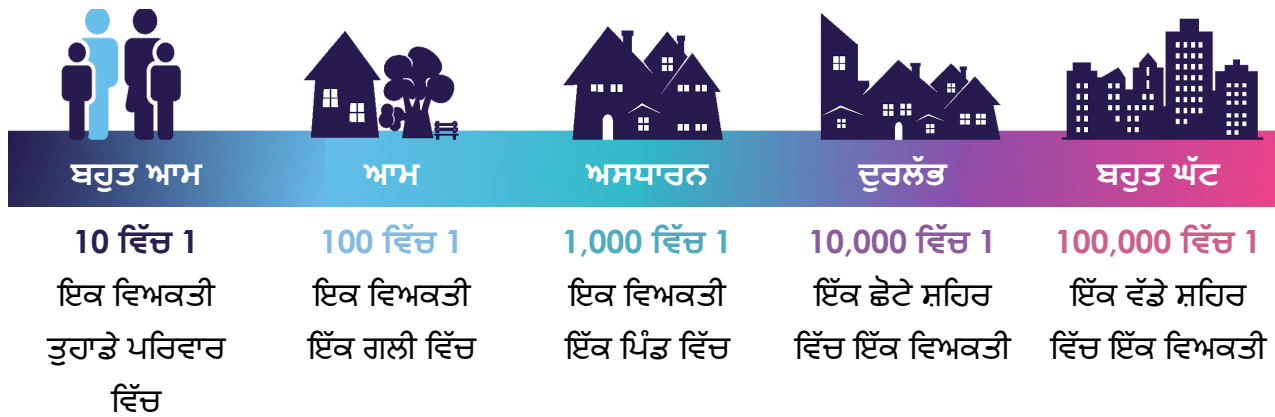 ਬਹੁਤ ਆਮ
10 ਵਿੱਚ 1
ਇਕ ਵਿਅਕਤੀ
ਤੁਹਾਡੇ ਪਰਿਵਾਰ
ਵਿੱਚ
ਆਮ
100 ਵਿੱਚ 1
ਇਕ ਵਿਅਕਤੀ
ਇੱਕ ਗਲੀ ਵਿੱਚ
ਅਸਧਾਰਨ
1,000 ਵਿੱਚ 1
ਇਕ ਵਿਅਕਤੀ
ਇੱਕ ਪਿੰਡ ਵਿੱਚ
ਦੁਰਲੱਭ
10,000 ਵਿੱਚ 1
ਇੱਕ ਛੋਟੇ ਸ਼ਹਿਰ
ਵਿੱਚ ਇੱਕ ਵਿਅਕਤੀ
ਬਹੁਤ ਘੱਟ
100,000 ਵਿੱਚ 1
ਇੱਕ ਵੱਡੇ ਸ਼ਹਿਰ
ਵਿੱਚ ਇੱਕ ਵਿਅਕਤੀ